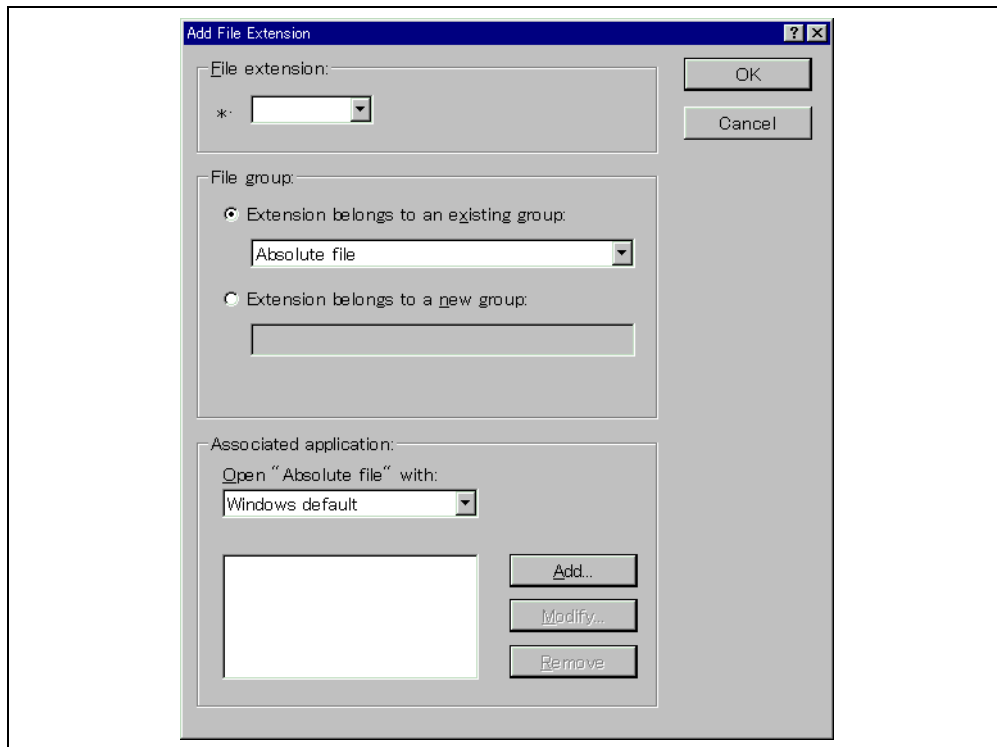 Add File Extension
File extension:
*.
OK
Cancel
File group:
Extension belongs to an existing group:
Absolute file
Extension belongs to a new group:
Associated application:
Open "Absolute file" with:
Windows default
Add...
Modify...
Remove